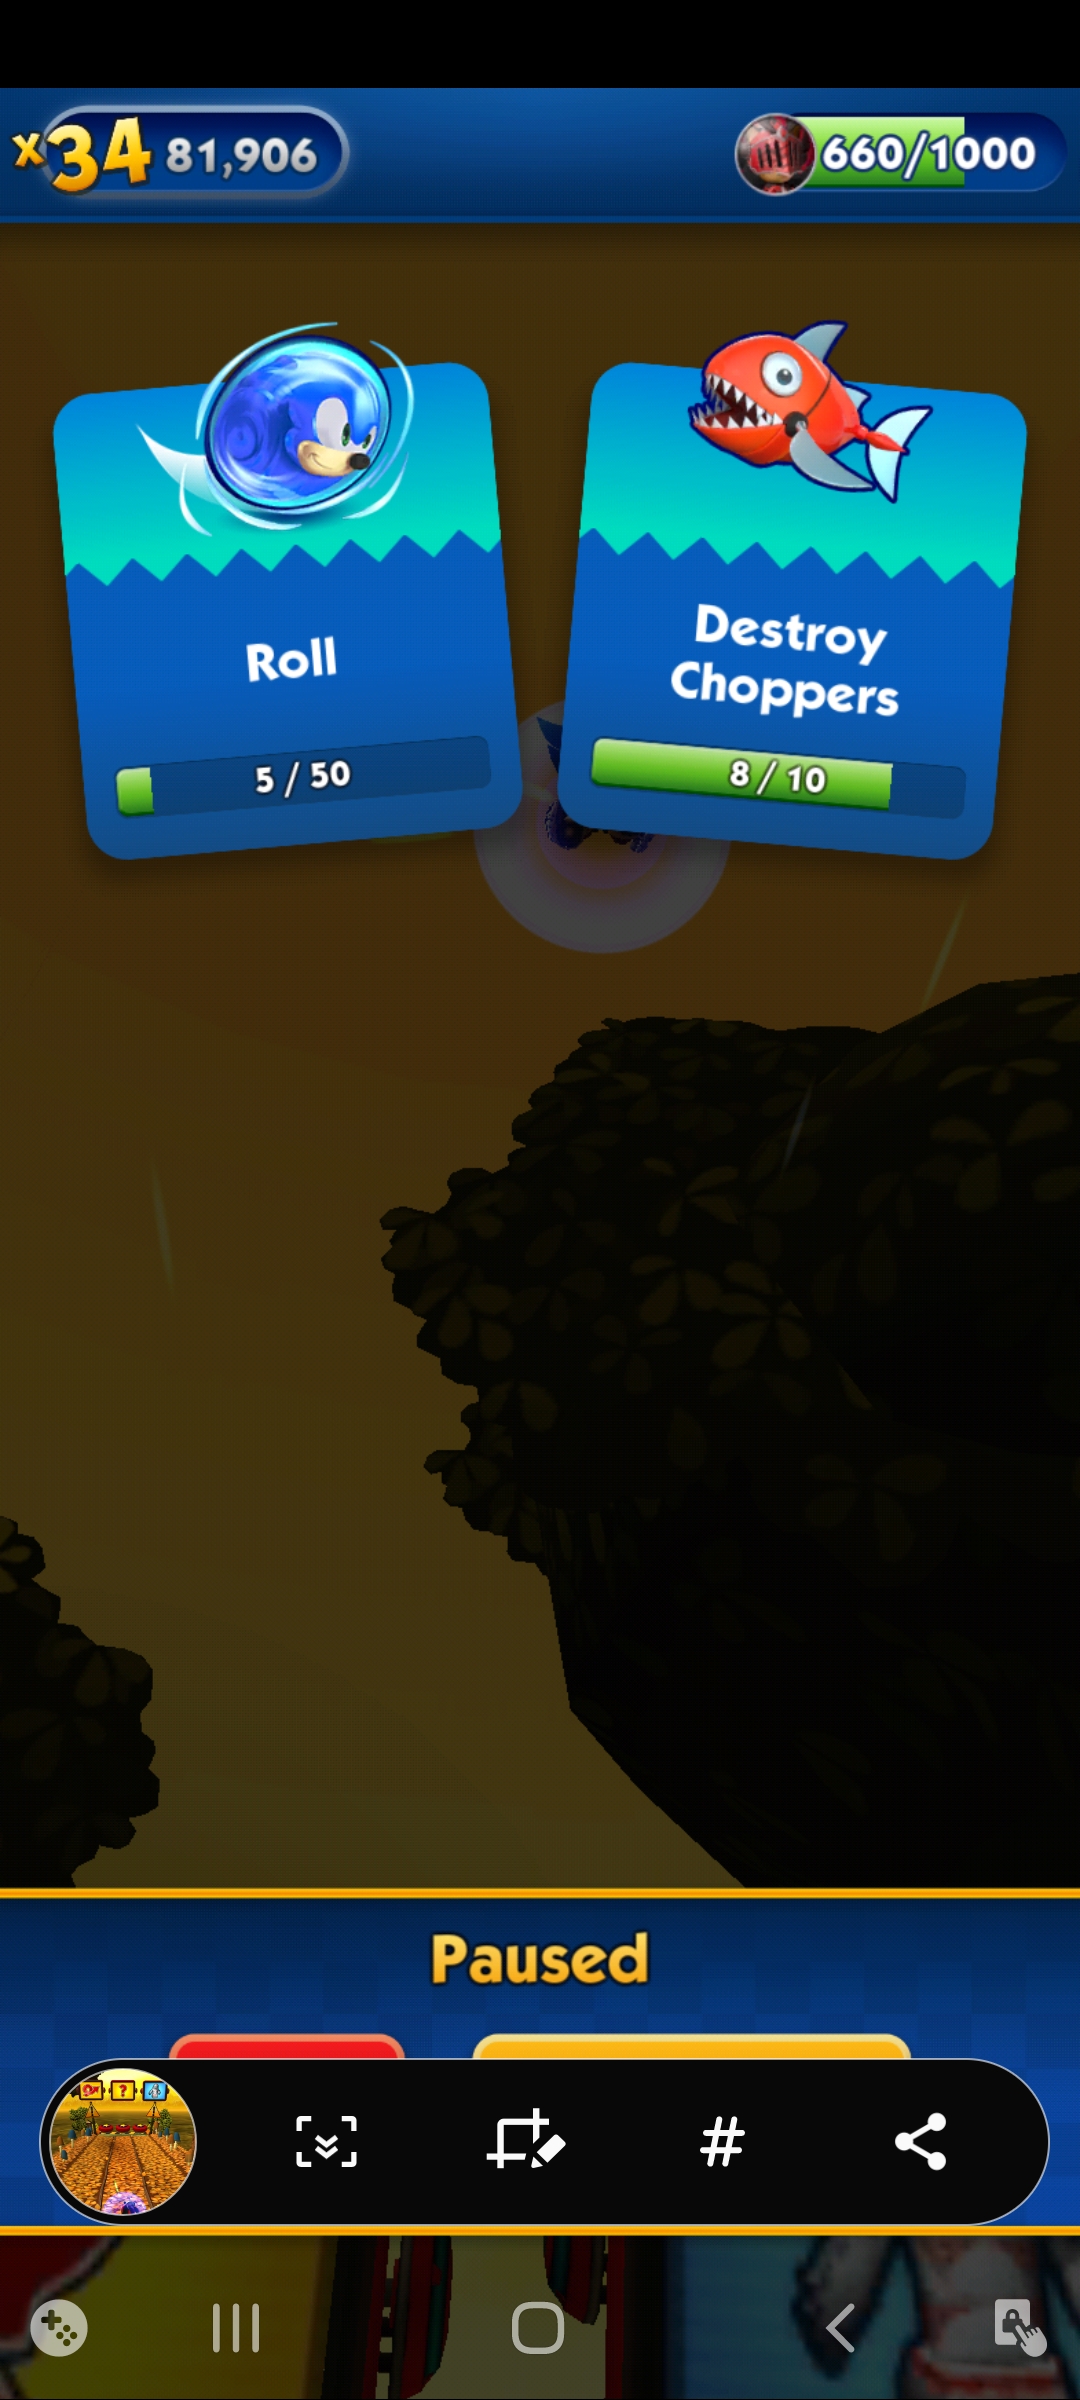 x34 81,906
660/1000
Roll
5 / 50
Destroy
Choppers
8 / 10
Paused
?
#